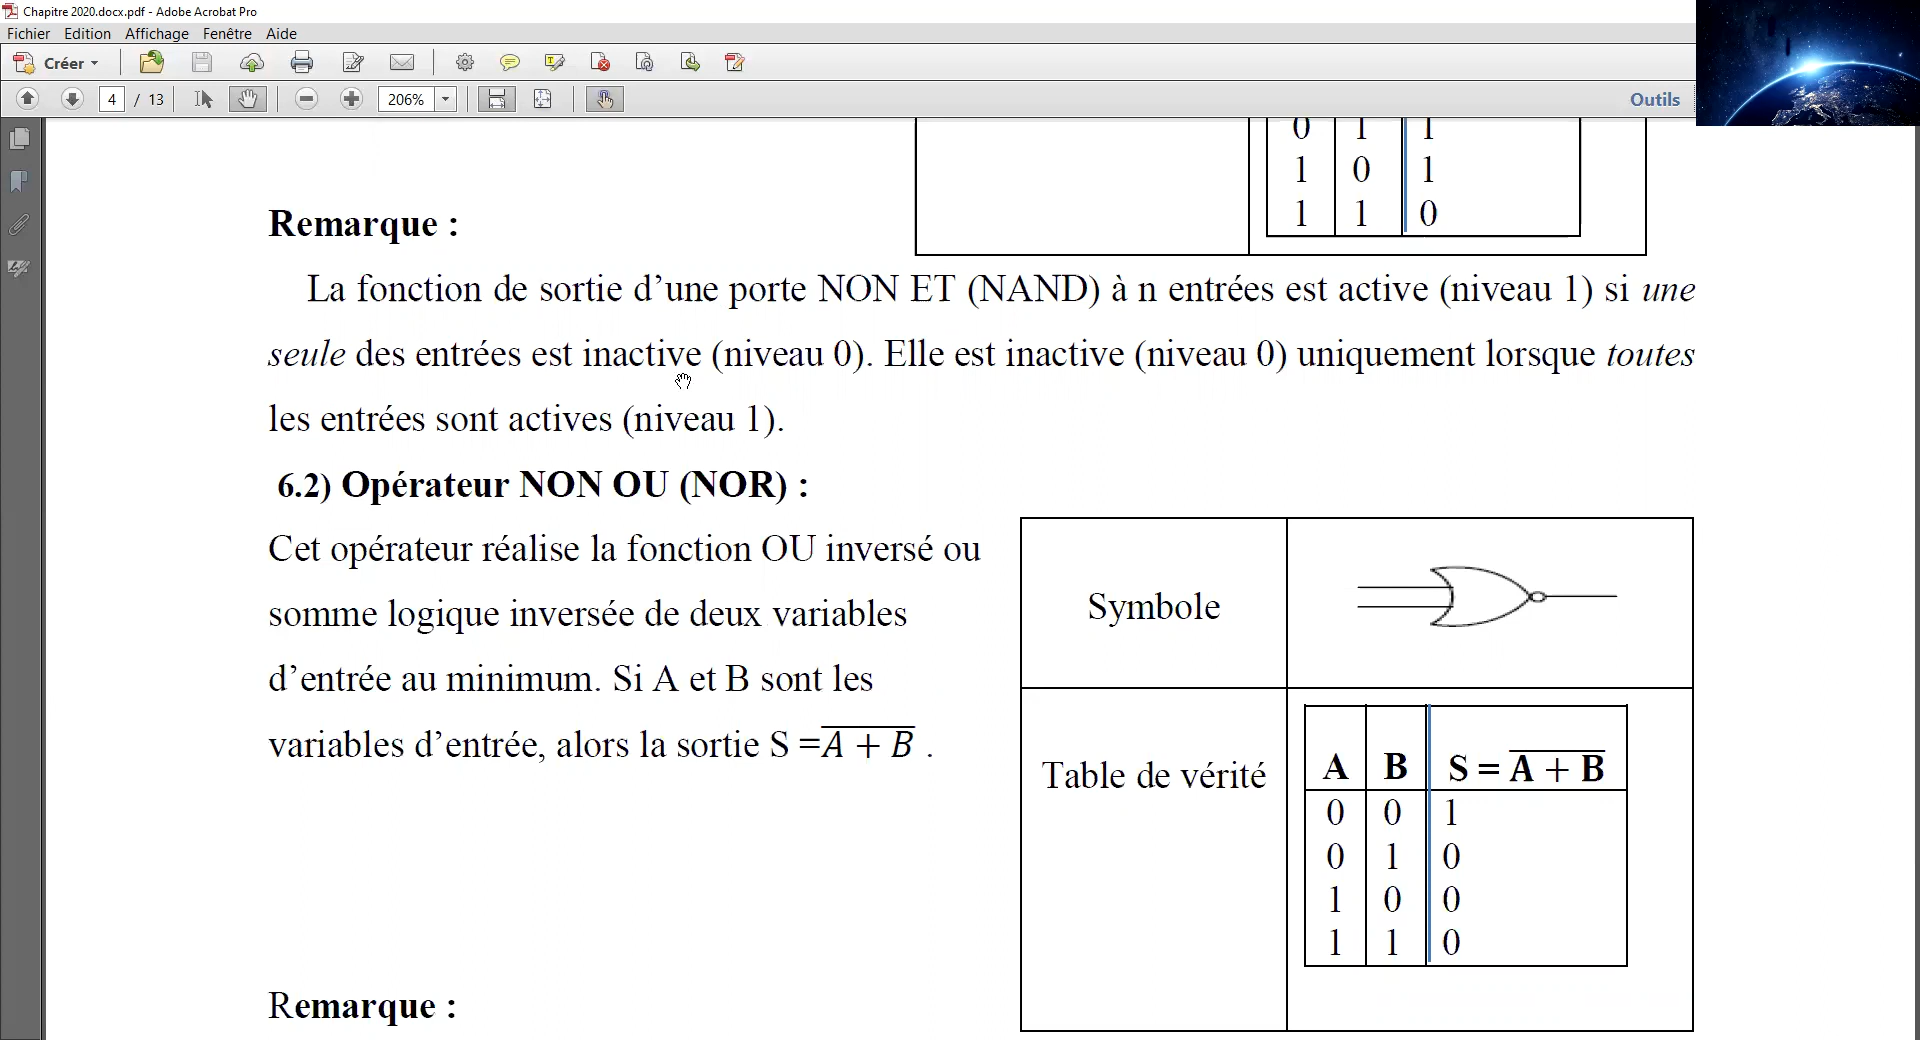 Chapitre 2020.docx.pdf - Adobe Acrobat Pro
Fichier Edition Affichage Fenêtre Aide
Créer
4 / 13 206% Outils
0 1 1
1 0 1
1 1 0
Remarque :
La fonction de sortie d’une porte NON ET (NAND) à n entrées est active (niveau 1) si une
seule des entrées est inactive (niveau 0). Elle est inactive (niveau 0) uniquement lorsque toutes
les entrées sont actives (niveau 1).
6.2) Opérateur NON OU (NOR) :
Cet opérateur réalise la fonction OU inversé ou
somme logique inversée de deux variables
d’entrée au minimum. Si A et B sont les
variables d’entrée, alors la sortie S =\overline{A + B} .
Symbole
Table de vérité
A B S = \overline{A + B}
0 0 1
0 1 0
1 0 0
1 1 0
Remarque :